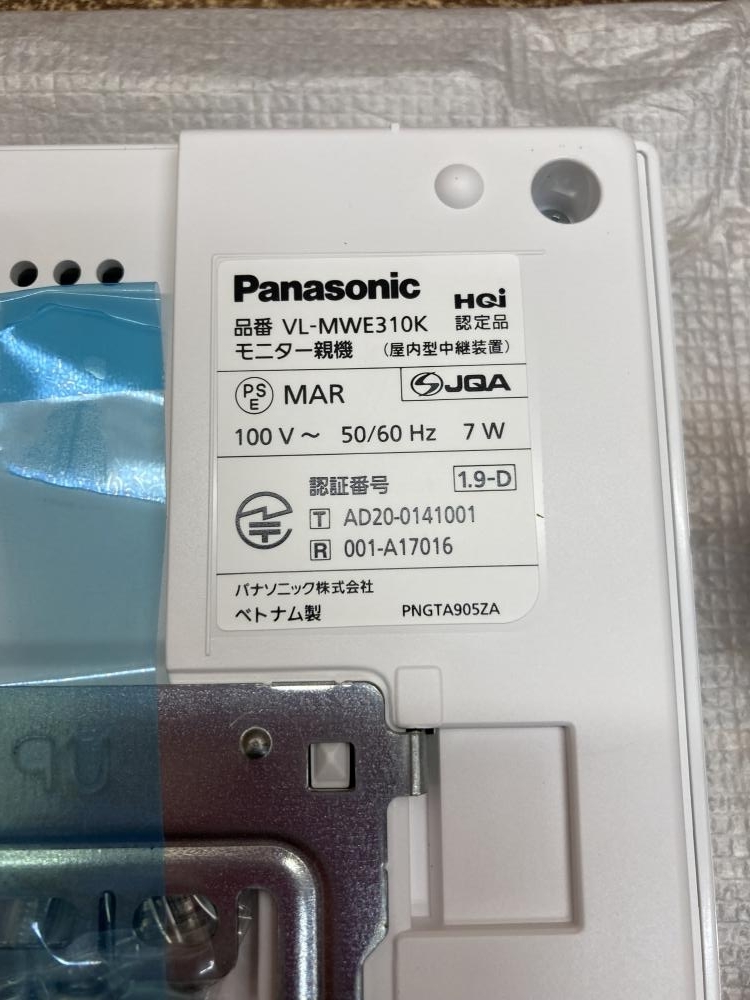 Panasonic
HQi
品番 VL-MWE310K 認定品
モニター親機 (屋内型中継装置)
PS E MAR JQA
100 V~ 50/60 Hz 7 W
認証番号 1.9-D
T AD20-0141001
R 001-A17016
パナソニック株式会社
ベトナム製 PNGTA905ZA
UP